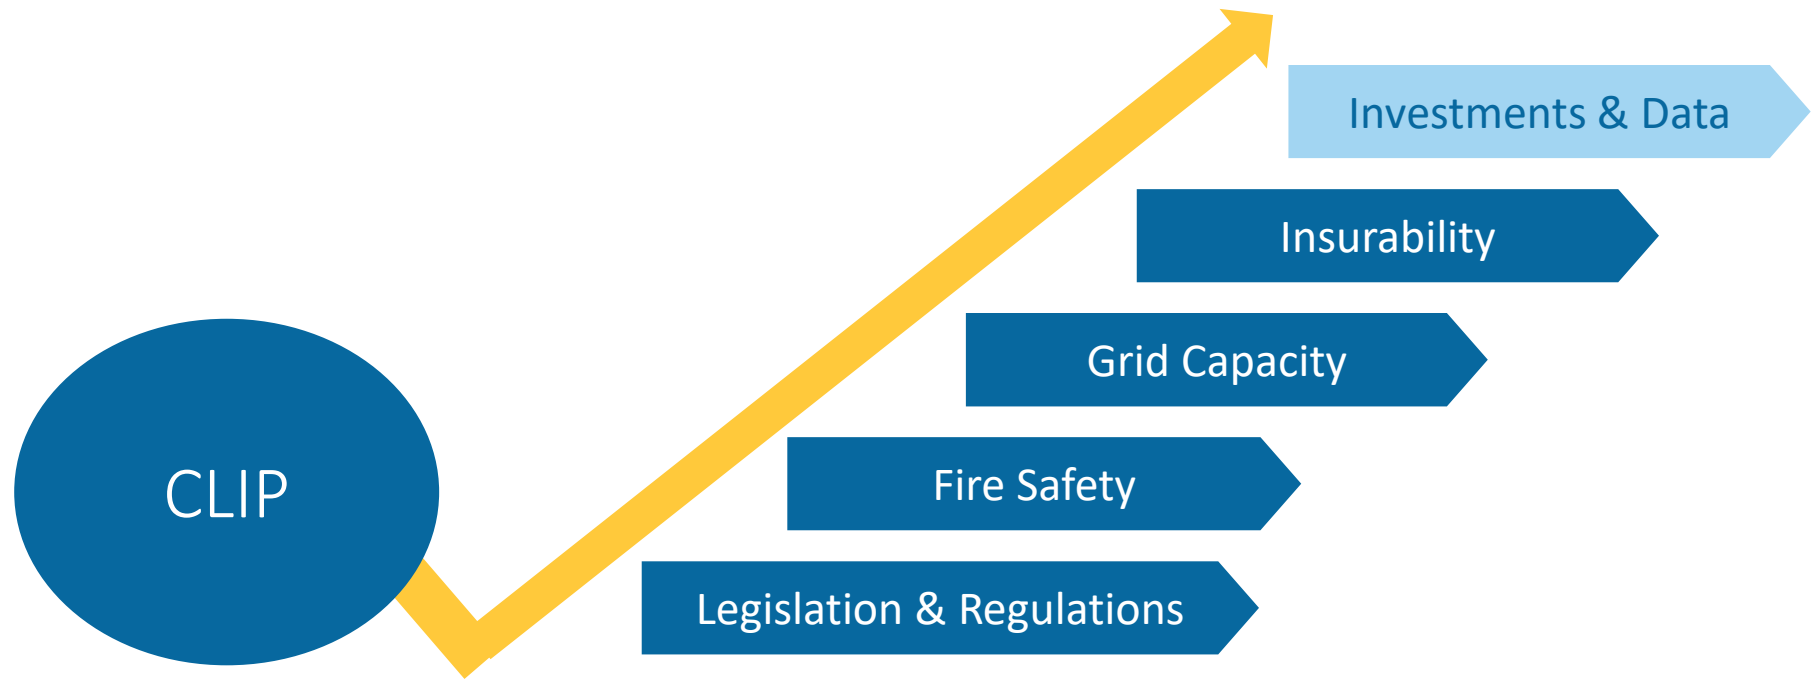 Investments & Data
Insurability
Grid Capacity
Fire Safety
CLIP
Legislation & Regulations